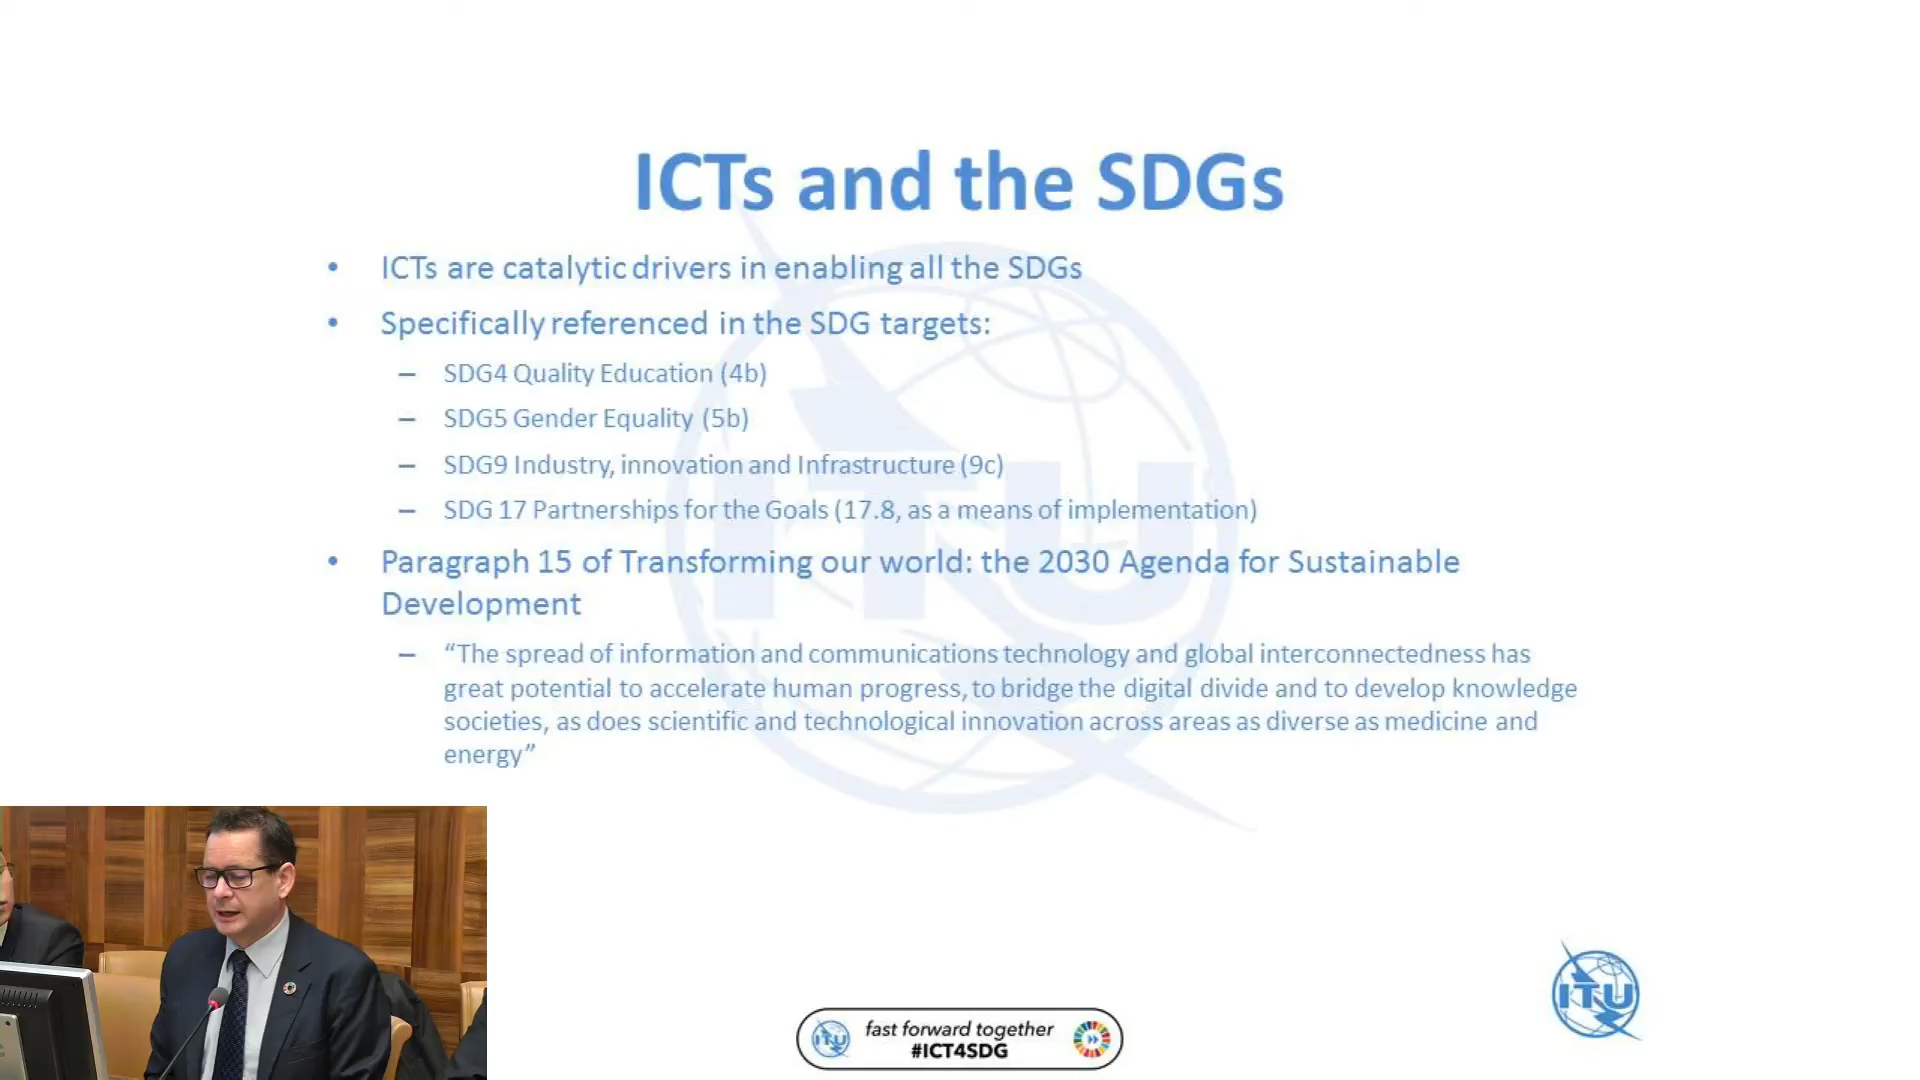 ICTs and the SDGs
• ICTs are catalytic drivers in enabling all the SDGs
• Specifically referenced in the SDG targets:
– SDG4 Quality Education (4b)
– SDG5 Gender Equality (5b)
– SDG9 Industry, innovation and Infrastructure (9c)
– SDG 17 Partnerships for the Goals (17.8, as a means of implementation)
• Paragraph 15 of Transforming our world: the 2030 Agenda for Sustainable
Development
– “The spread of information and communications technology and global interconnectedness has
great potential to accelerate human progress, to bridge the digital divide and to develop knowledge
societies, as does scientific and technological innovation across areas as diverse as medicine and
energy”
ITU
ITU
ITU
fast forward together
#ICT4SDG